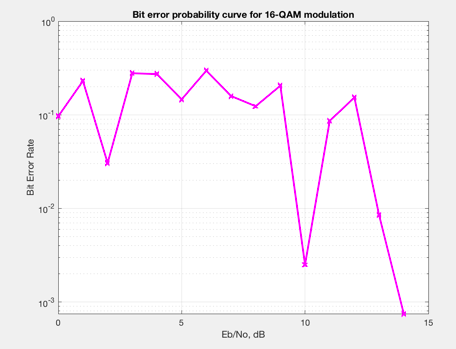 Bit error probability curve for 16-QAM modulation
10^0
10^-1
10^-2
10^-3
Bit Error Rate
0 5 10 15
Eb/No, dB